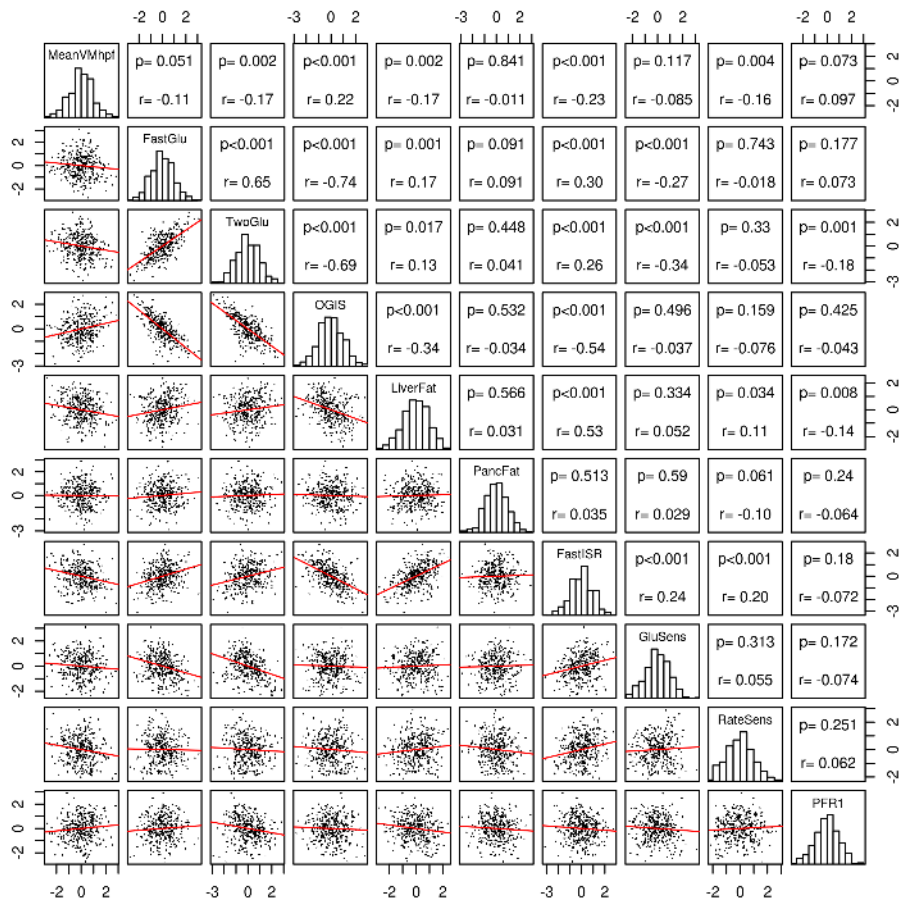 -2 0 2 -3 0 2 -2 0 2 -2 0 2 -2 0 2
MeanVMhpf p= 0.051 p= 0.002 p<0.001 p= 0.002 p= 0.841 p<0.001 p= 0.117 p= 0.004 p= 0.073
r= -0.11 r= -0.17 r= 0.22 r= -0.17 r= -0.011 r= -0.23 r= -0.085 r= -0.16 r= 0.097
2 0 -2
FastGlu p<0.001 p<0.001 p= 0.001 p= 0.091 p<0.001 p<0.001 p= 0.743 p= 0.177
r= 0.65 r= -0.74 r= 0.17 r= 0.091 r= 0.30 r= -0.27 r= -0.018 r= 0.073
2 0 -2
TwoGlu p<0.001 p= 0.017 p= 0.448 p<0.001 p<0.001 p= 0.33 p= 0.001
r= -0.69 r= 0.13 r= 0.041 r= 0.26 r= -0.34 r= -0.053 r= -0.18
2 0 -3
OGIS p<0.001 p= 0.532 p<0.001 p= 0.496 p= 0.159 p= 0.425
r= -0.34 r= -0.034 r= -0.54 r= -0.037 r= -0.076 r= -0.043
2 0 -3
LiverFat p= 0.566 p<0.001 p= 0.334 p= 0.034 p= 0.008
r= 0.031 r= 0.53 r= 0.052 r= 0.11 r= -0.14
2 0 -2
PancFat p= 0.513 p= 0.59 p= 0.061 p= 0.24
r= 0.035 r= 0.029 r= -0.10 r= -0.064
2 0 -3
FastISR p<0.001 p<0.001 p= 0.18
r= 0.24 r= 0.20 r= -0.072
2 0 -3
GluSens p= 0.313 p= 0.172
r= 0.055 r= -0.074
2 0 -2
RateSens p= 0.251
r= 0.062
2 0 -2
PFR1
2 0 -2
-2 0 2 -3 0 2 -2 0 2 -3 0 2 -2 0 2